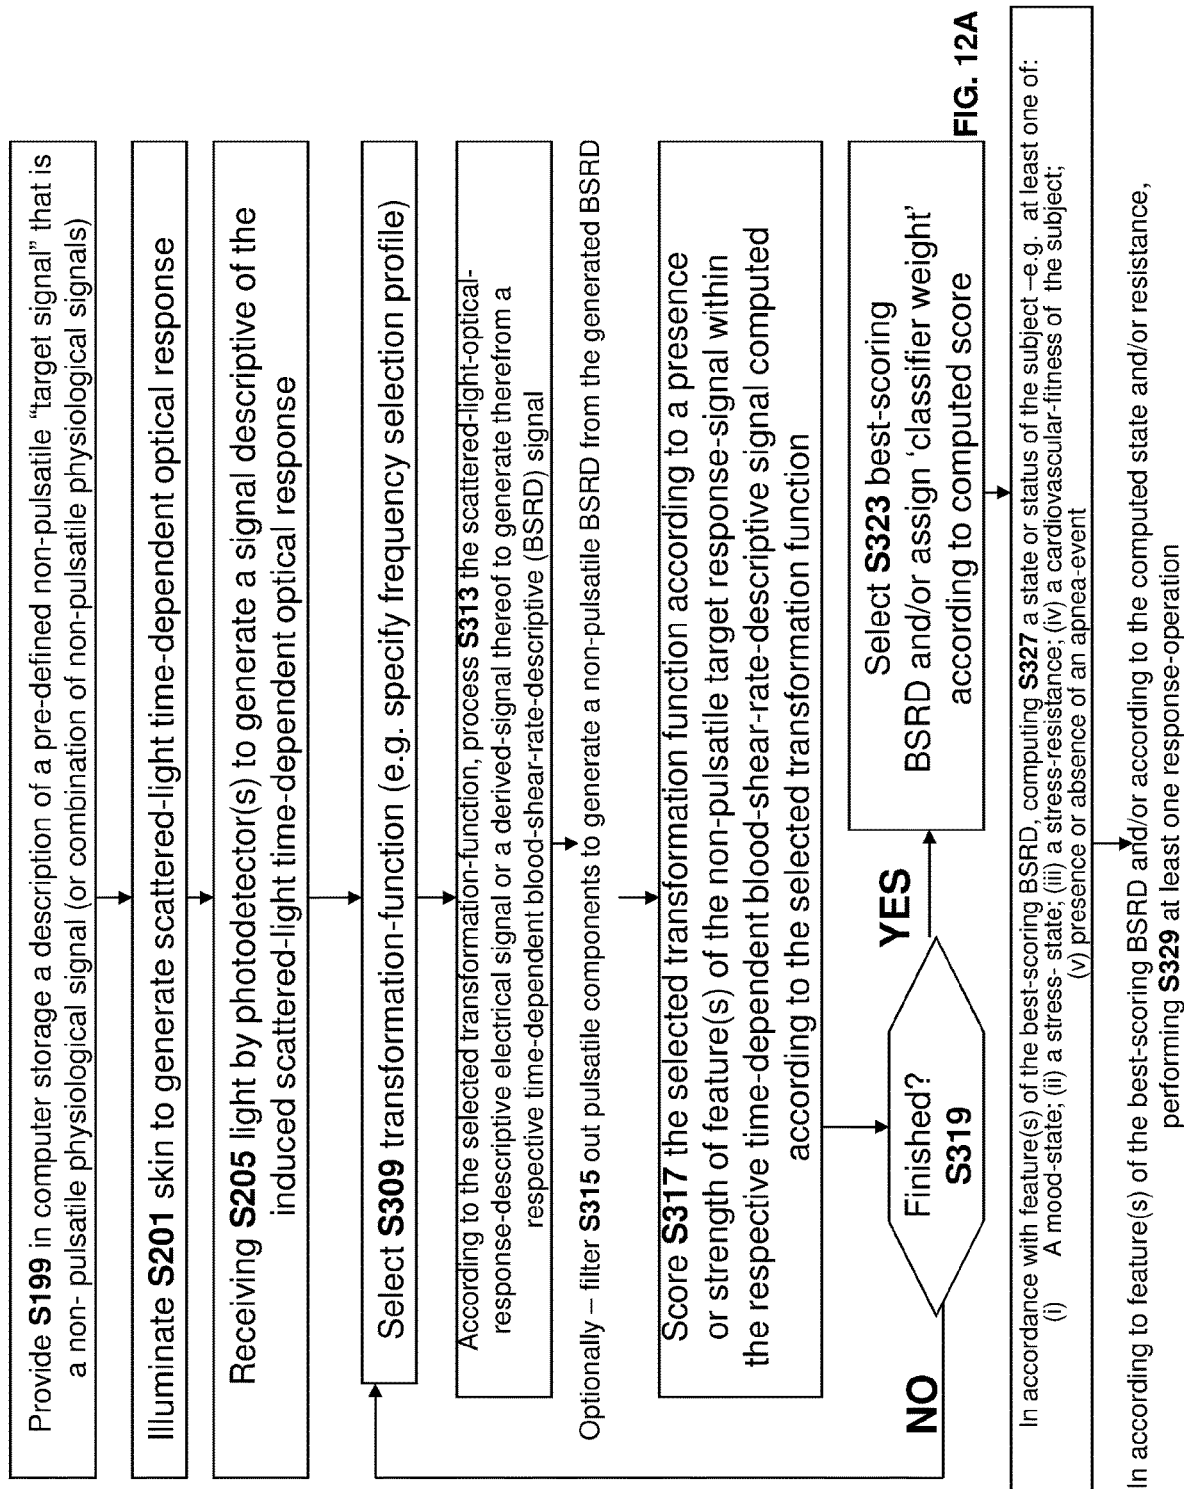 Provide S199 in computer storage a description of a pre-defined non-pulsatile “target signal” that is
a non- pulsatile physiological signal (or combination of non-pulsatile physiological signals)
Illuminate S201 skin to generate scattered-light time-dependent optical response
Receiving S205 light by photodetector(s) to generate a signal descriptive of the
induced scattered-light time-dependent optical response
Select S309 transformation-function (e.g. specify frequency selection profile)
According to the selected transformation-function, process S313 the scattered-light-optical-
response-descriptive electrical signal or a derived-signal thereof to generate therefrom a
respective time-dependent blood-shear-rate-descriptive (BSRD) signal
Optionally – filter S315 out pulsatile components to generate a non-pulsatile BSRD from the generated BSRD
Score S317 the selected transformation function according to a presence
or strength of feature(s) of the non-pulsatile target response-signal within
the respective time-dependent blood-shear-rate-descriptive signal computed
according to the selected transformation function
Finished?
S319
NO
YES
Select S323 best-scoring
BSRD and/or assign ‘classifier weight’
according to computed score
FIG. 12A
In accordance with feature(s) of the best-scoring BSRD, computing S327 a state or status of the subject –e.g. at least one of:
(i) A mood-state; (ii) a stress- state; (iii) a stress-resistance; (iv) a cardiovascular-fitness of the subject;
(v) presence or absence of an apnea-event
In according to feature(s) of the best-scoring BSRD and/or according to the computed state and/or resistance,
performing S329 at least one response-operation